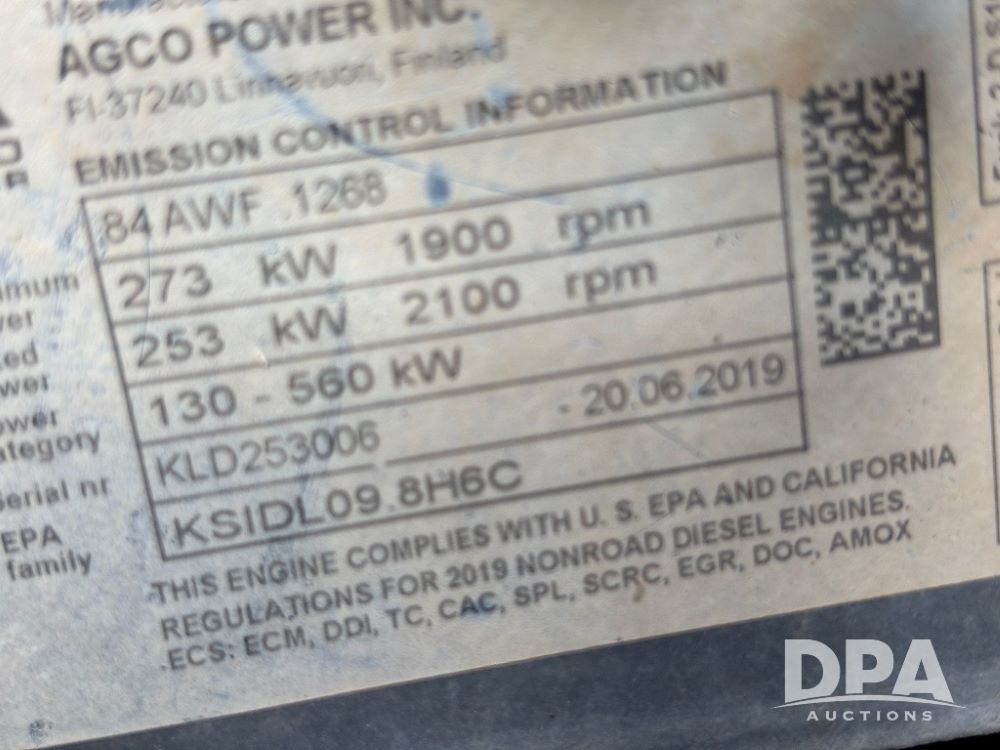 AGCO POWER INC.
FI-37240 Linnavuori, Finland
EMISSION CONTROL INFORMATION
84 AWF .1268
273 kW 1900 rpm
253 kW 2100 rpm
130 - 560 kW
KLD253006 - 20.06.2019
serial nr
KSIDL09.8H6C
EPA
family
THIS ENGINE COMPLIES WITH U. S. EPA AND CALIFORNIA
REGULATIONS FOR 2019 NONROAD DIESEL ENGINES.
ECS: ECM, DDI, TC, CAC, SPL, SCRC, EGR, DOC, AMOX
DPA
AUCTIONS